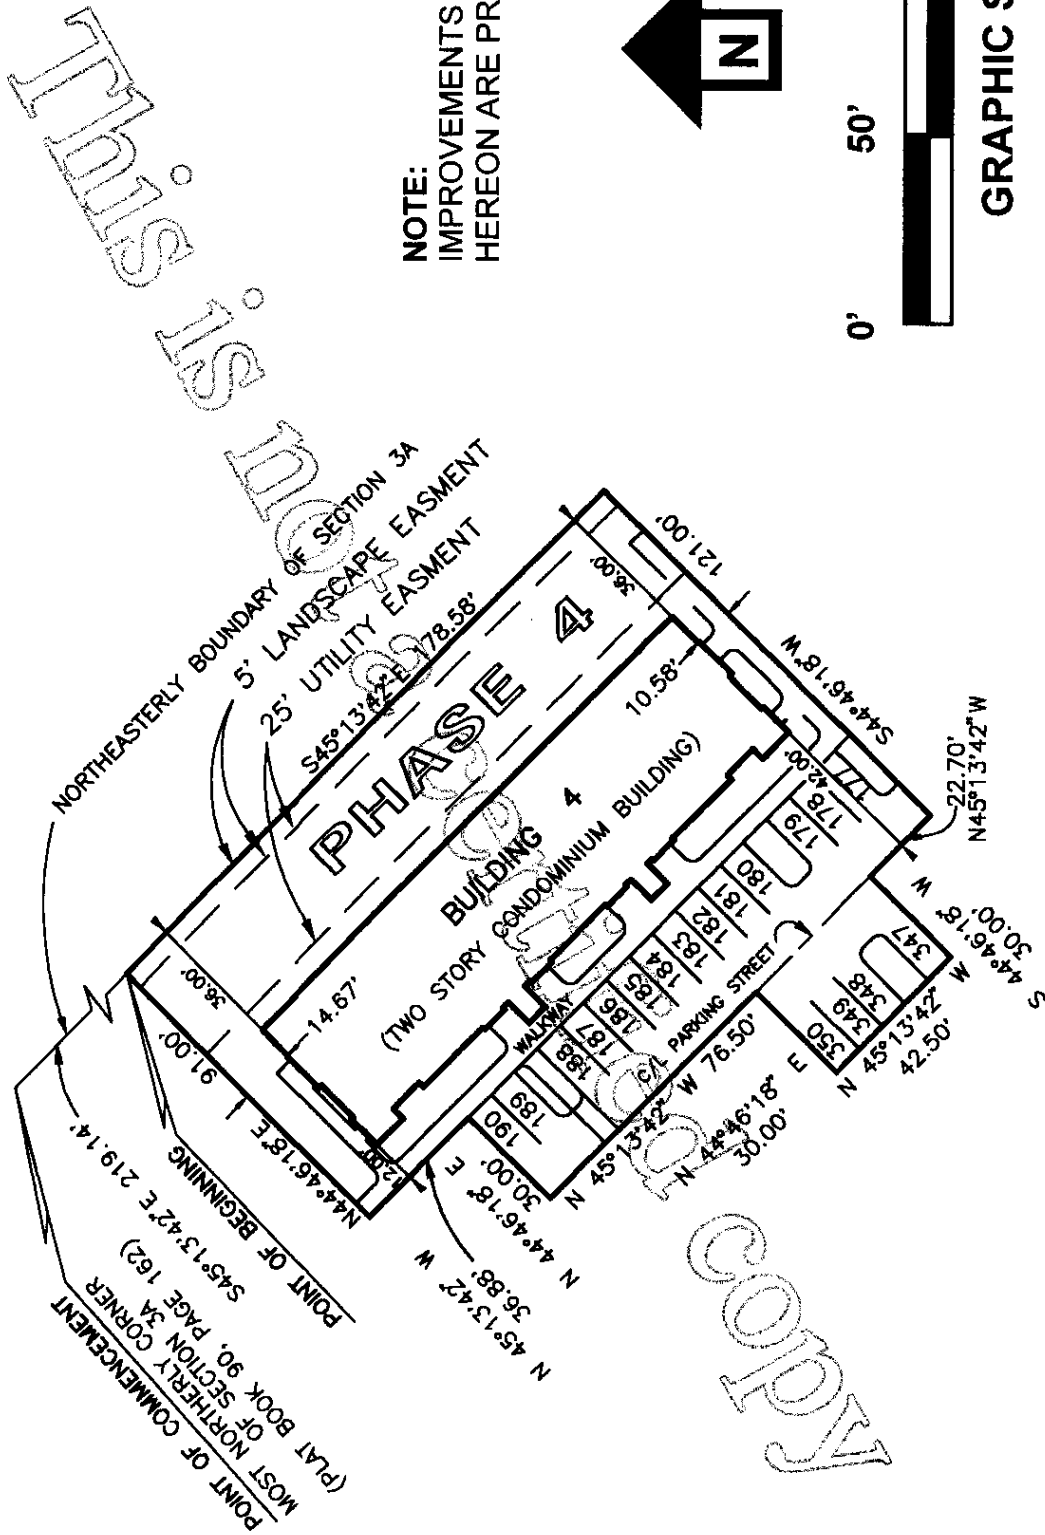 This is not a certified copy
NOTE:
IMPROVEMENTS
HEREON ARE PR
N
0'
50'
GRAPHIC S
POINT OF COMMENCEMENT
MOST NORTHERLY CORNER
OF SECTION 3A
(PLAT BOOK 90, PAGE 162)
S45°13'42"E 219.14'
POINT OF BEGINNING
NORTHEASTERLY BOUNDARY OF SECTION 3A
5' LANDSCAPE EASMENT
25' UTILITY EASMENT
S45°13'42"E 178.58'
PHASE 4
36.00'
36.00'
121.00'
S44°46'18"W
10.58'
14.67'
BUILDING 4
(TWO STORY CONDOMINIUM BUILDING)
91.00'
N44°46'18"E
12.00'
42.00'
WALKWAY
177
178
179
180
181
182
183
184
185
186
187
188
189
190
C/L PARKING STREET
22.70'
N45°13'42"W
S 44°46'18" W
30.00'
347
348
349
350
N 45°13'42" W
42.50'
N 44°46'18" E
30.00'
N 45°13'42" W 76.50'
N 44°46'18" E
30.00'
N 45°13'42" W
36.88'